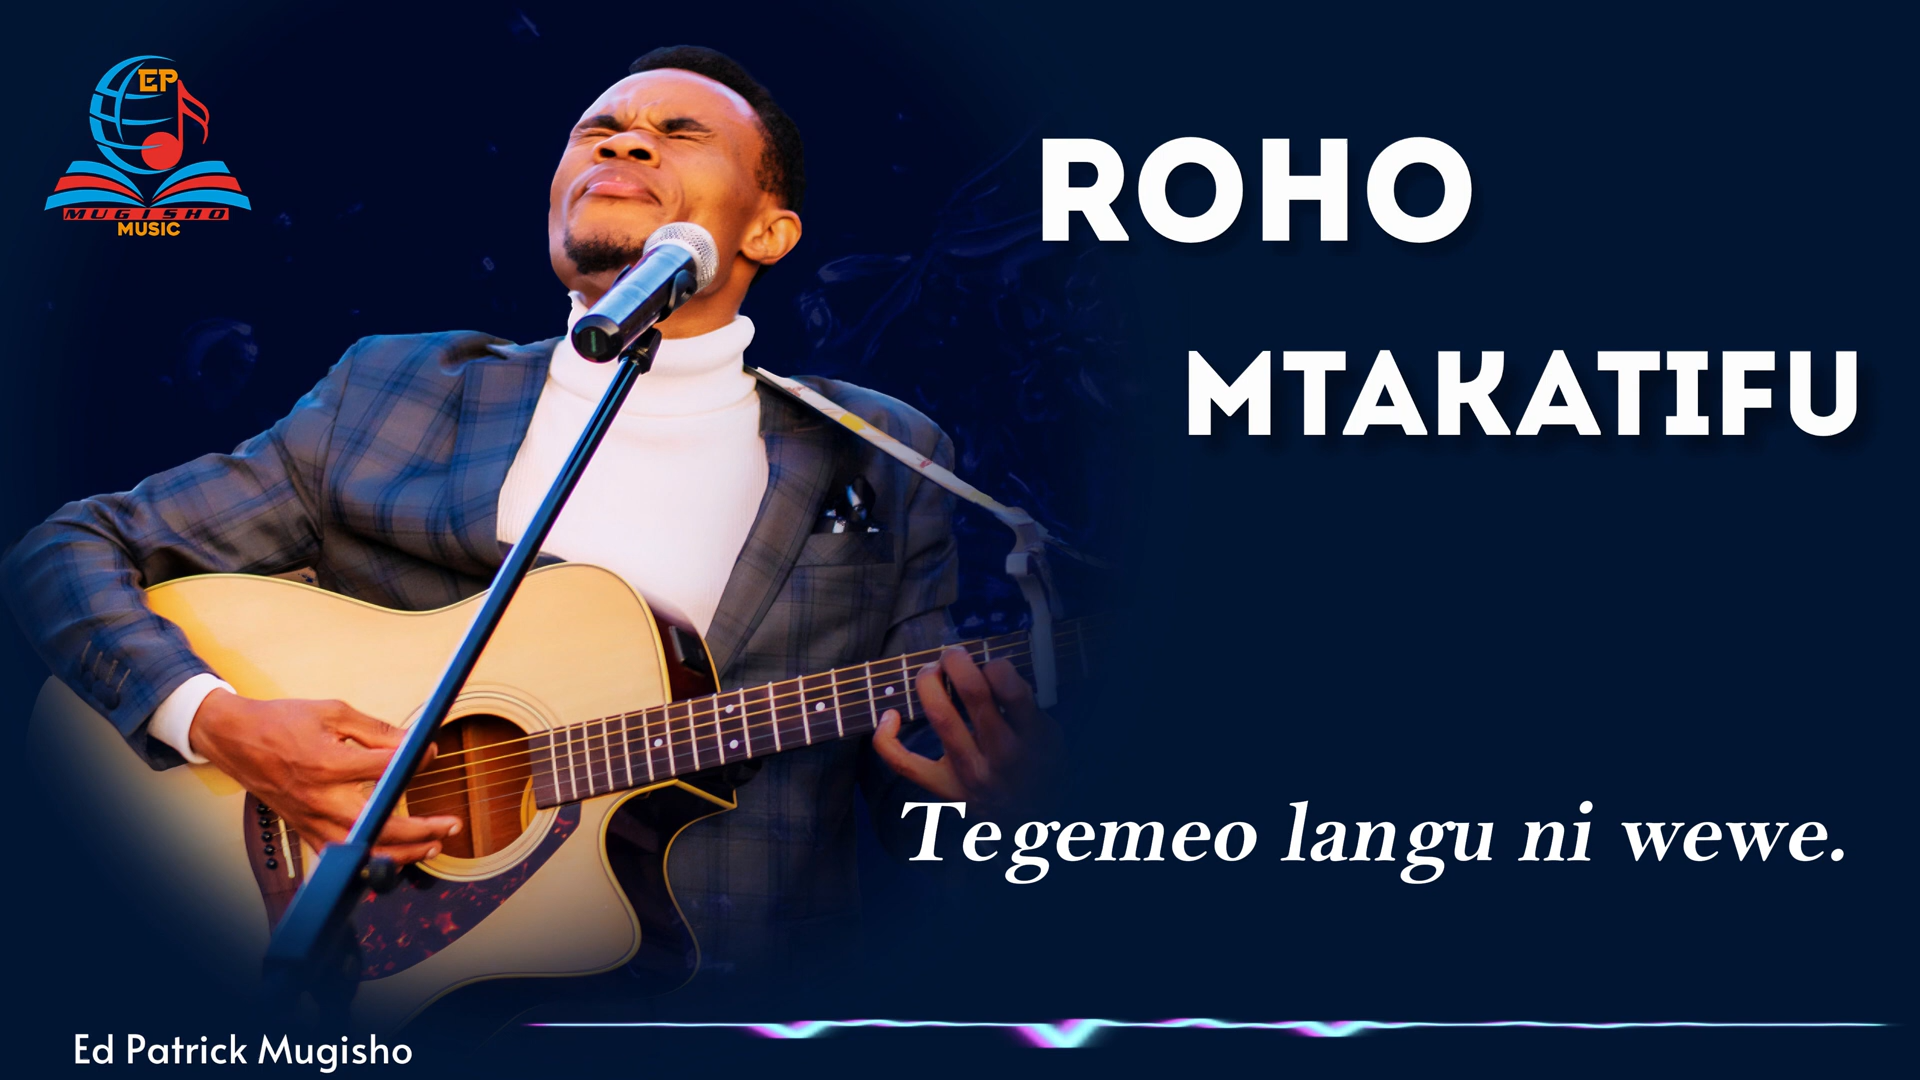 EP
MUGISHO
MUSIC
ROHO
MTAKATIFU
Tegemeo langu ni wewe.
Ed Patrick Mugisho